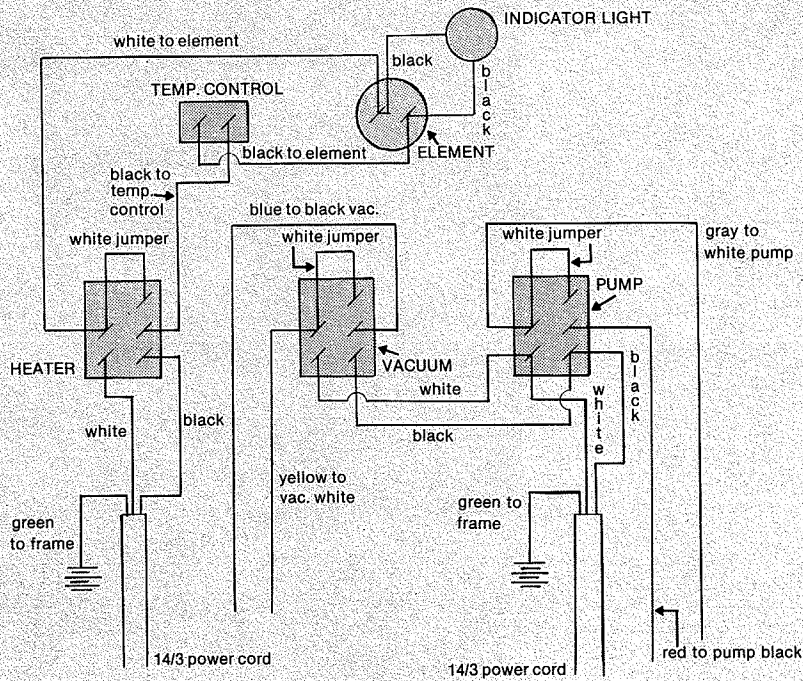 INDICATOR LIGHT
white to element
black
black
TEMP. CONTROL
ELEMENT
black to element
black to
temp.
control
blue to black vac.
white jumper
white jumper
white jumper
gray to
white pump
PUMP
HEATER
VACUUM
white
black
white
black
white
black
yellow to
vac. white
green
to frame
green to
frame
14/3 power cord
14/3 power cord
red to pump black